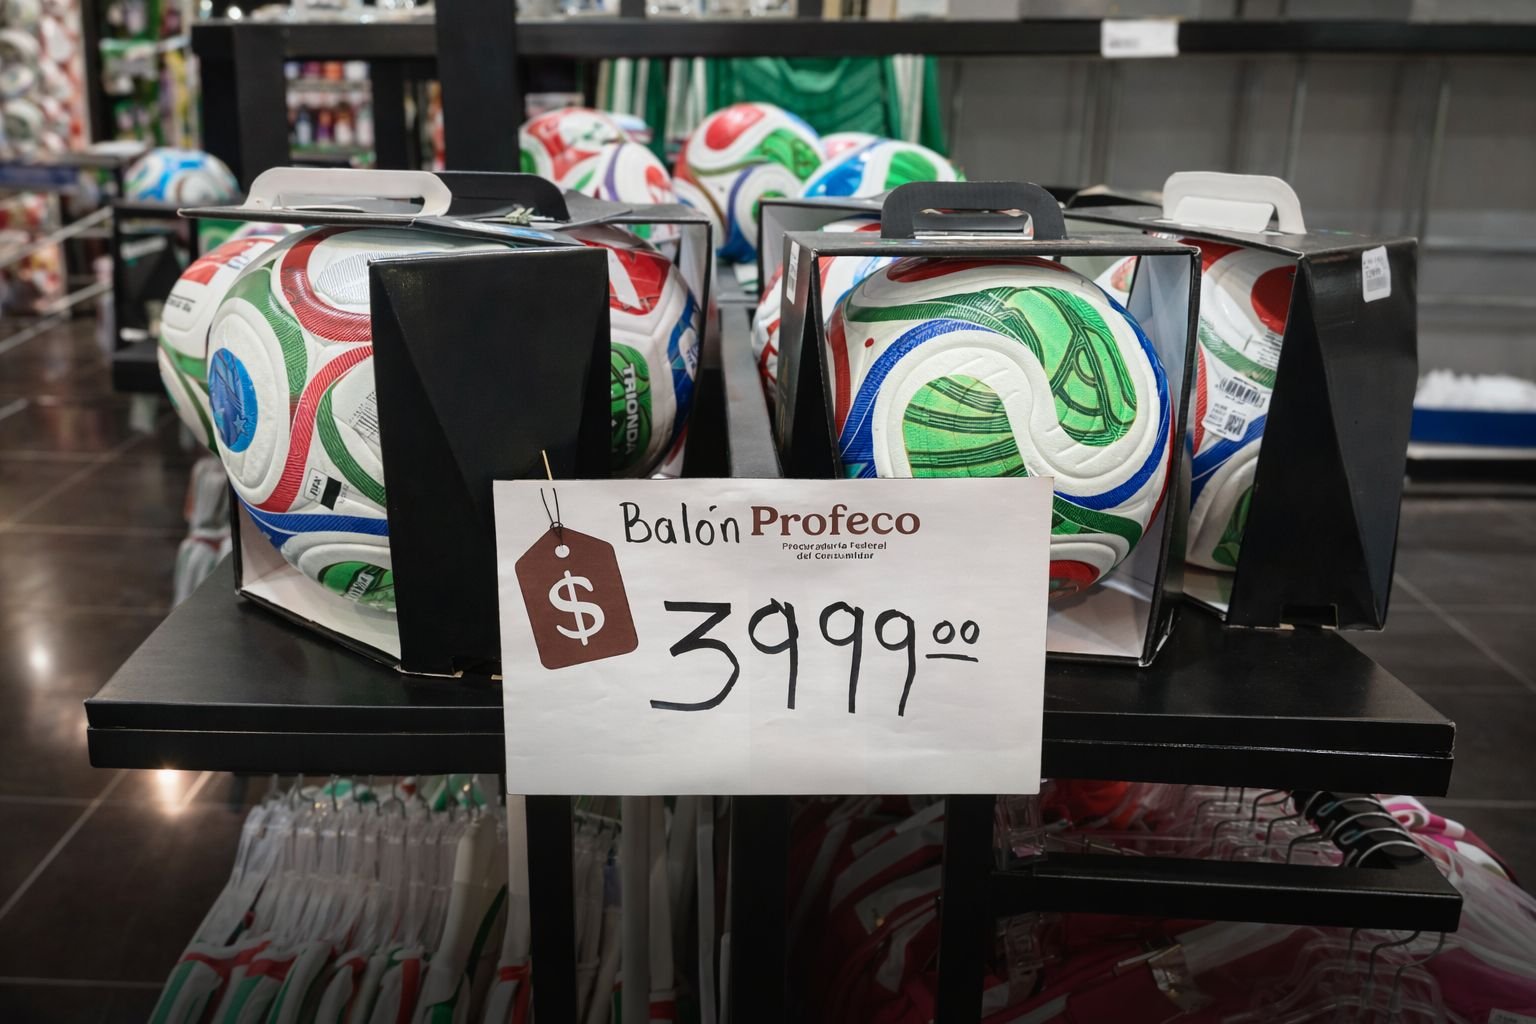 TRIONDA
Balón Profeco
Procuraduría Federal
del Consumidor
$ 3999.00